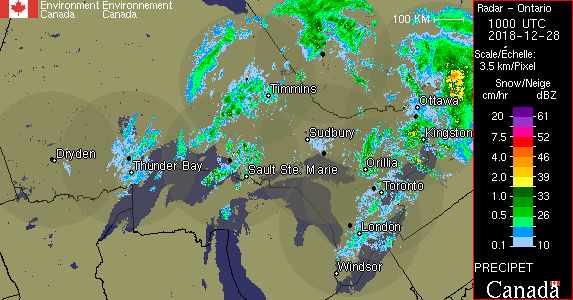 Environment Environnement
Canada Canada
100 KM
Timmins
Ottawa
Kingston
Sudbury
Dryden
Thunder Bay
Sault Ste. Marie
Orillia
Toronto
London
Windsor
Radar - Ontario
1000 UTC
2018-12-28
Scale/Échelle:
3.5 km/Pixel
Snow/Neige
cm/hr dBZ
20 61
7.5 57
5.0 52
4.0 46
2.0 39
1.0 33
0.5 26
0.1 10
PRECIPET
Canada